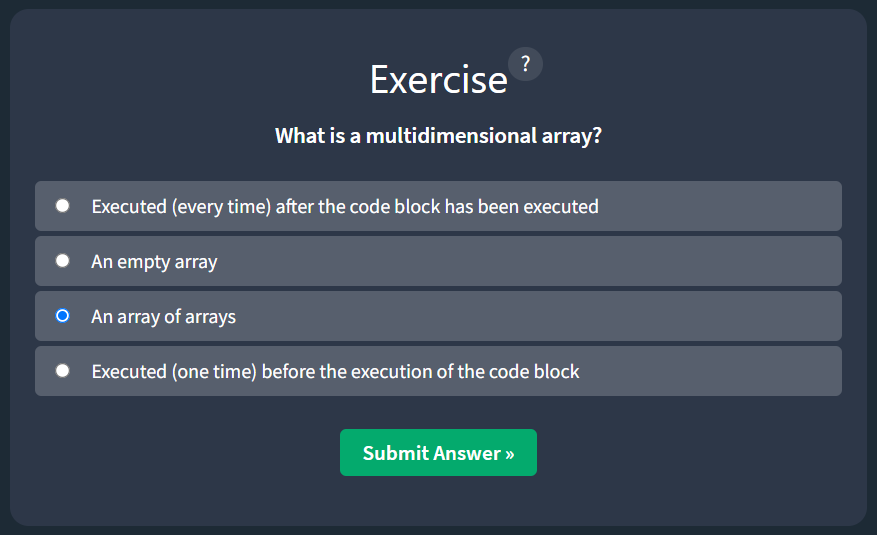 Exercise ?
What is a multidimensional array?
Executed (every time) after the code block has been executed
An empty array
An array of arrays
Executed (one time) before the execution of the code block
Submit Answer »